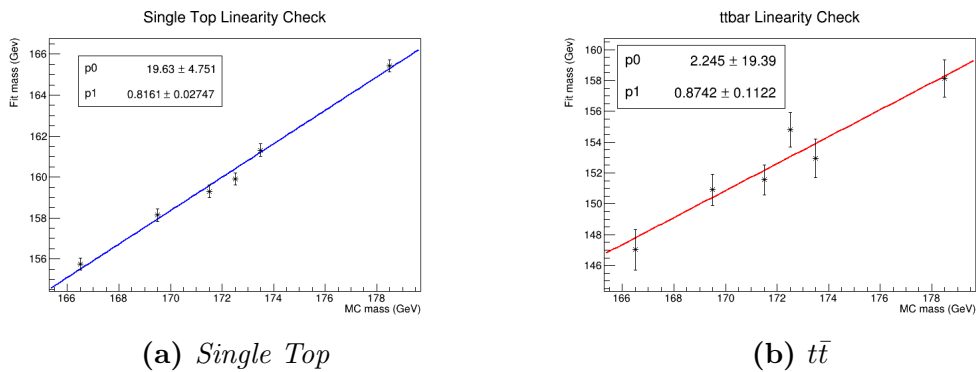 Single Top Linearity Check
Fit mass (Gev)
166
164
162
160
158
156
p0 19.63 ± 4.751
p1 0.8161 ± 0.02747
166 168 170 172 174 176 178
MC mass (GeV)
(a) Single Top
ttbar Linearity Check
Fit mass (Gev)
160
158
156
154
152
150
148
146
p0 2.245 ± 19.39
p1 0.8742 ± 0.1122
166 168 170 172 174 176 178
MC mass (GeV)
(b) tt̄